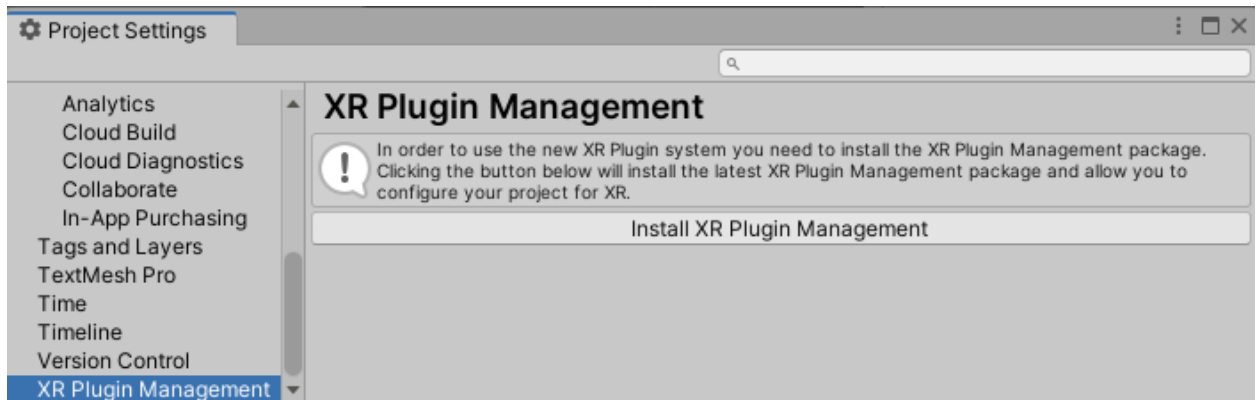 Project Settings
Analytics
Cloud Build
Cloud Diagnostics
Collaborate
In-App Purchasing
Tags and Layers
TextMesh Pro
Time
Timeline
Version Control
XR Plugin Management
XR Plugin Management
In order to use the new XR Plugin system you need to install the XR Plugin Management package.
Clicking the button below will install the latest XR Plugin Management package and allow you to
configure your project for XR.
Install XR Plugin Management